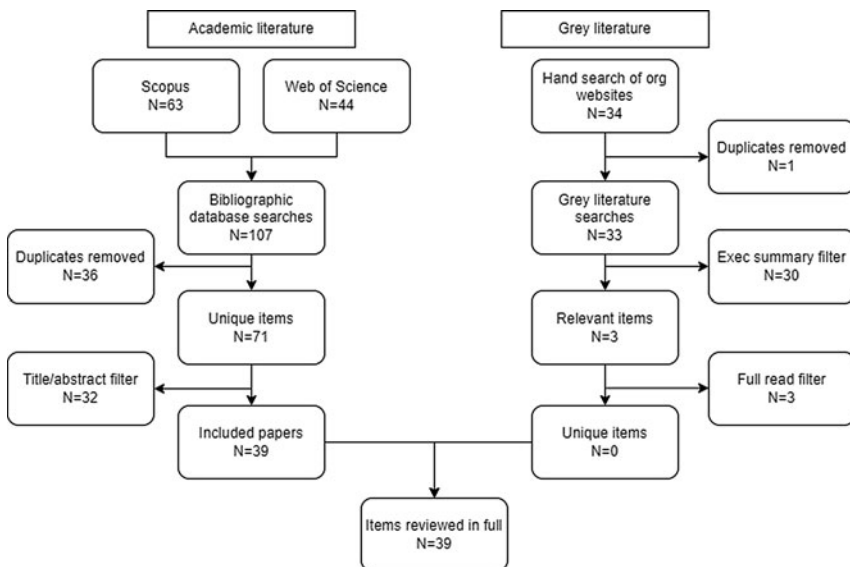 Academic literature
Grey literature
Scopus
N=63
Web of Science
N=44
Hand search of org
websites
N=34
Duplicates removed
N=1
Bibliographic
database searches
N=107
Grey literature
searches
N=33
Duplicates removed
N=36
Exec summary filter
N=30
Unique items
N=71
Relevant items
N=3
Title/abstract filter
N=32
Full read filter
N=3
Included papers
N=39
Unique items
N=0
Items reviewed in full
N=39